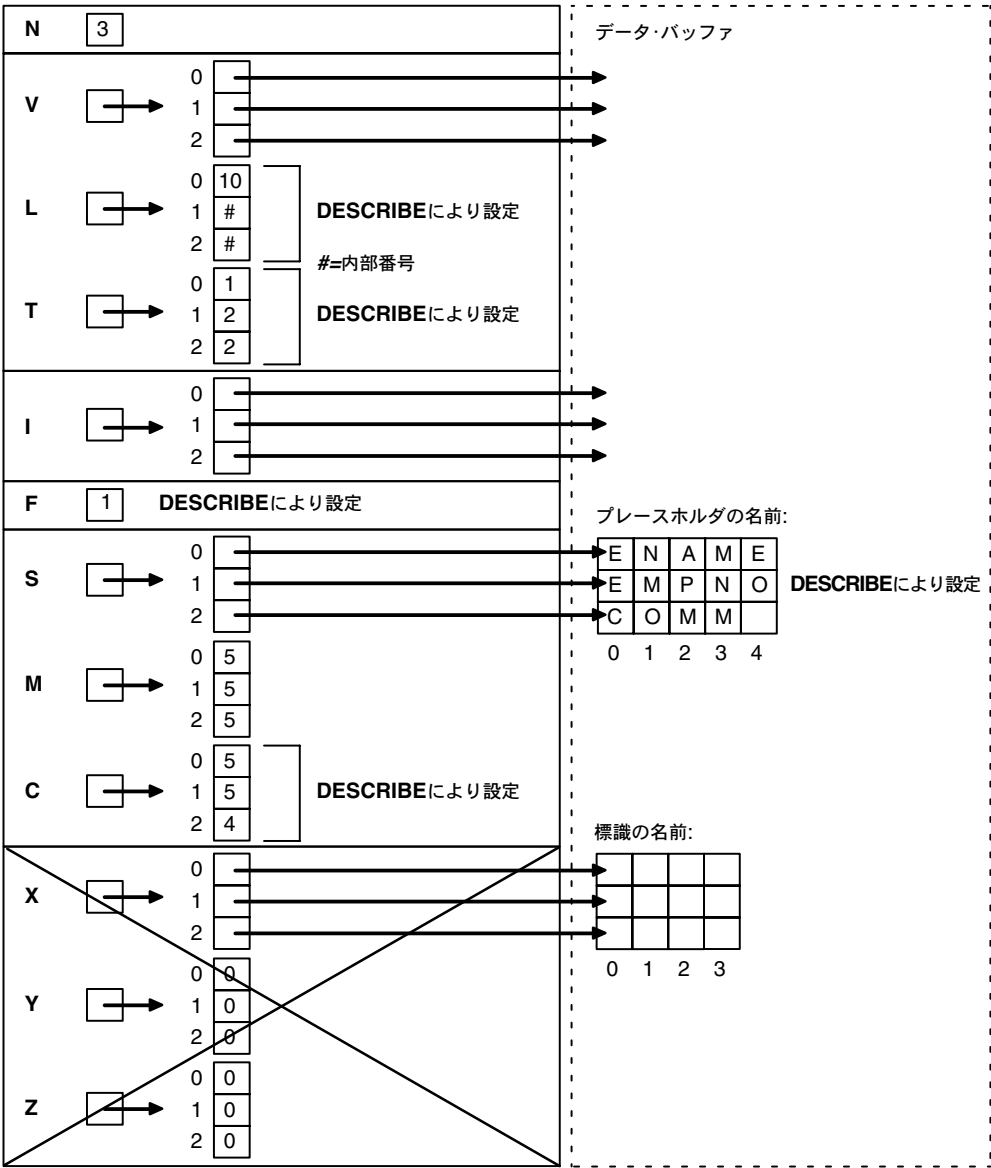 N 3
データ・バッファ
V
0
1
2
L
0 10
1 #
2 #
DESCRIBEにより設定
#=内部番号
T
0 1
1 2
2 2
DESCRIBEにより設定
I
0
1
2
F 1 DESCRIBEにより設定
プレースホルダの名前:
S
0
1
2
E N A M E
E M P N O
C O M M
0 1 2 3 4
DESCRIBEにより設定
M
0 5
1 5
2 5
C
0 5
1 5
2 4
DESCRIBEにより設定
標識の名前:
X
0
1
2
0 1 2 3
Y
0 0
1 0
2 0
Z
0 0
1 0
2 0